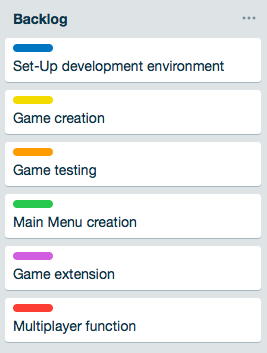 Backlog
Set-Up development environment
Game creation
Game testing
Main Menu creation
Game extension
Multiplayer function